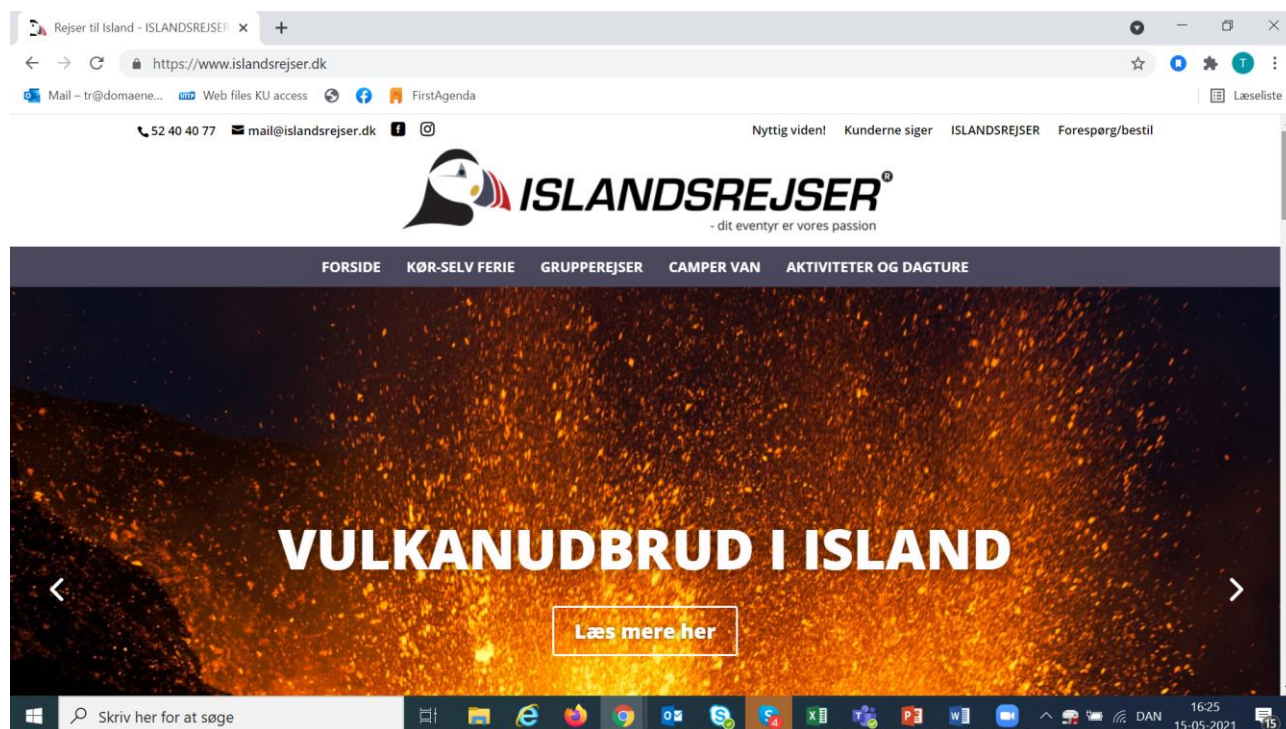 Rejser til Island - ISLANDSREJSER
https://www.islandsrejser.dk
T
Mail – tr@domaene... Web files KU access FirstAgenda Læseliste
52 40 40 77 mail@islandsrejser.dk Nyttig viden! Kunderne siger ISLANDSREJSER Forespørg/bestil
ISLANDSREJSER®
- dit eventyr er vores passion
FORSIDE KØR-SELV FERIE GRUPPEREJSER CAMPER VAN AKTIVITETER OG DAGTURE
VULKANUDBRUD I ISLAND
Læs mere her
Skriv her for at søge 4 DAN 16:25
15-05-2021 15